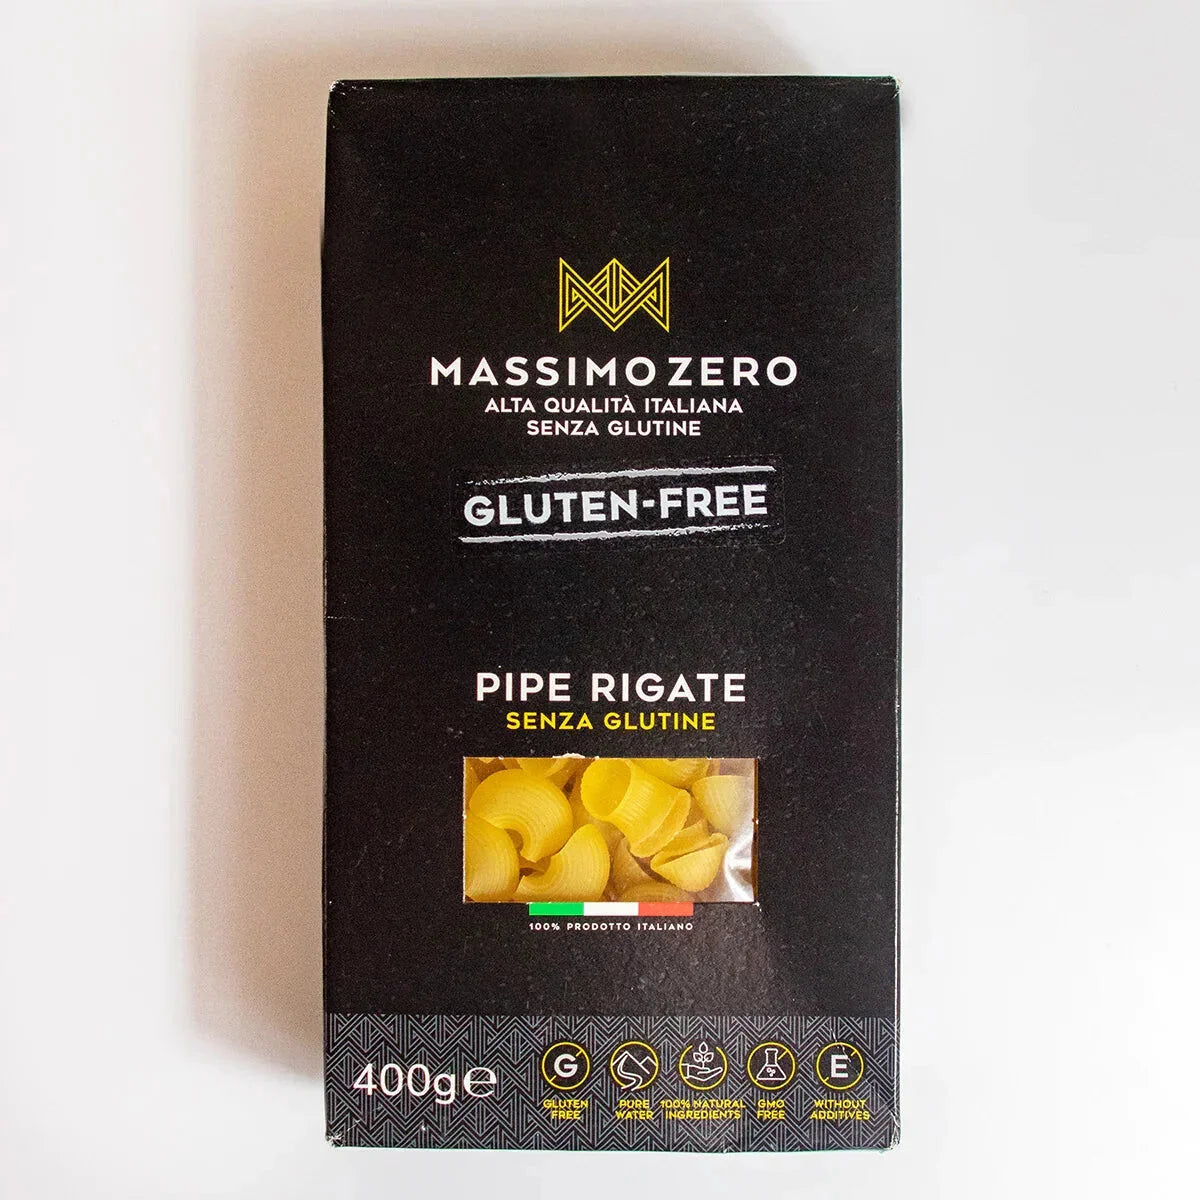 MASSIMO ZERO
ALTA QUALITÀ ITALIANA
SENZA GLUTINE
GLUTEN-FREE
PIPE RIGATE
SENZA GLUTINE
100% PRODOTTO ITALIANO
400g℮
G
GLUTEN
FREE
PURE
WATER
100% NATURAL
INGREDIENTS
GMO
FREE
E
WITHOUT
ADDITIVES